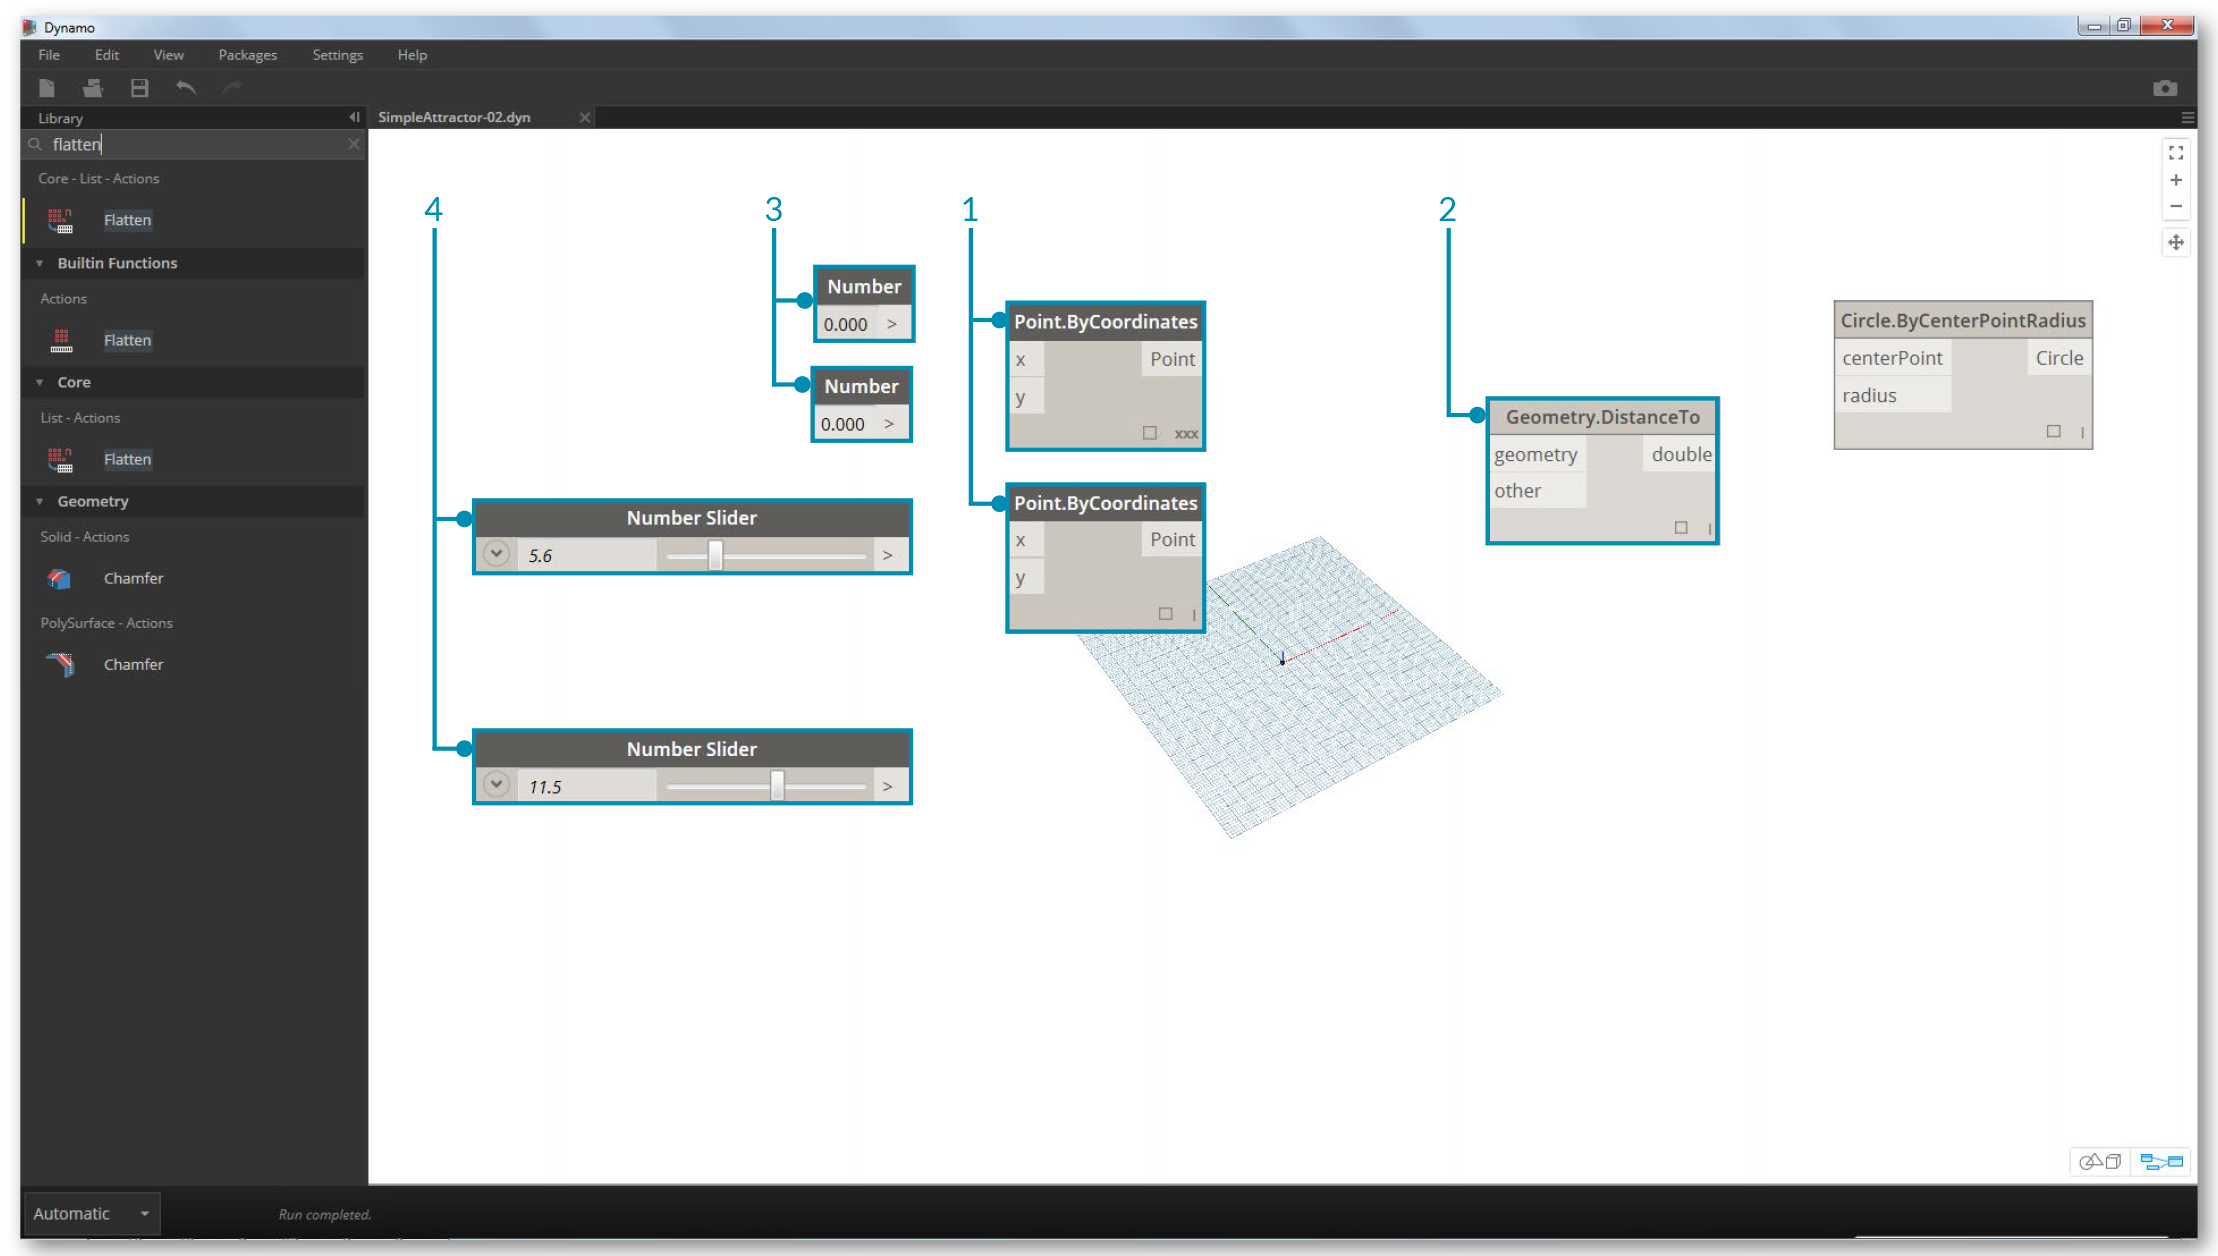 Dynamo
File Edit View Packages Settings Help
Library
SimpleAttractor-02.dyn
flatten
Core - List - Actions
Flatten
Builtin Functions
Actions
Flatten
Core
List - Actions
Flatten
Geometry
Solid - Actions
Chamfer
PolySurface - Actions
Chamfer
4
3
1
2
Number
0.000 >
Number
0.000 >
Point.ByCoordinates
x Point
y
xxx
Geometry.DistanceTo
geometry double
other
|
Circle.ByCenterPointRadius
centerPoint Circle
radius
|
Number Slider
5.6 >
Point.ByCoordinates
x Point
y
|
Number Slider
11.5 >
Automatic
Run completed.